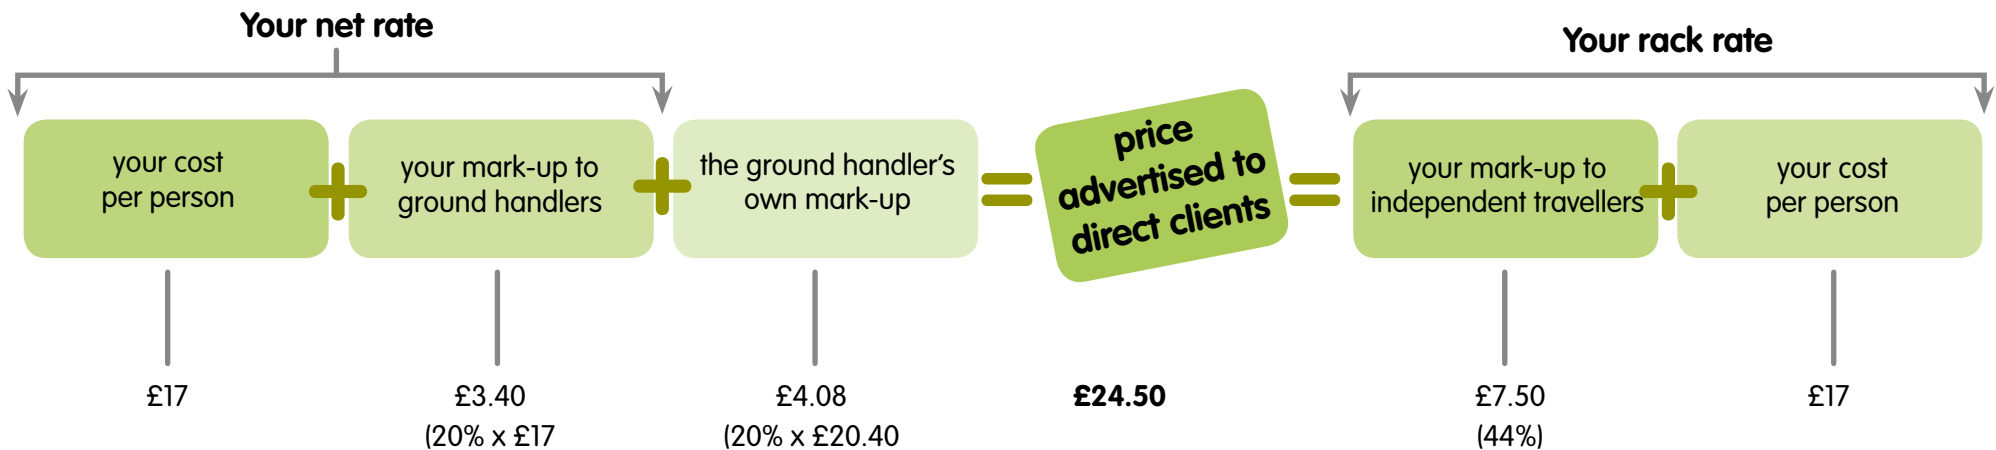 Your net rate
Your rack rate
your cost
per person
your mark-up to
ground handlers
the ground handler's
own mark-up
price
advertised to
direct clients
your mark-up to
independent travellers
your cost
per person
£17
£3.40
(20% x £17
£4.08
(20% x £20.40
£24.50
£7.50
(44%)
£17